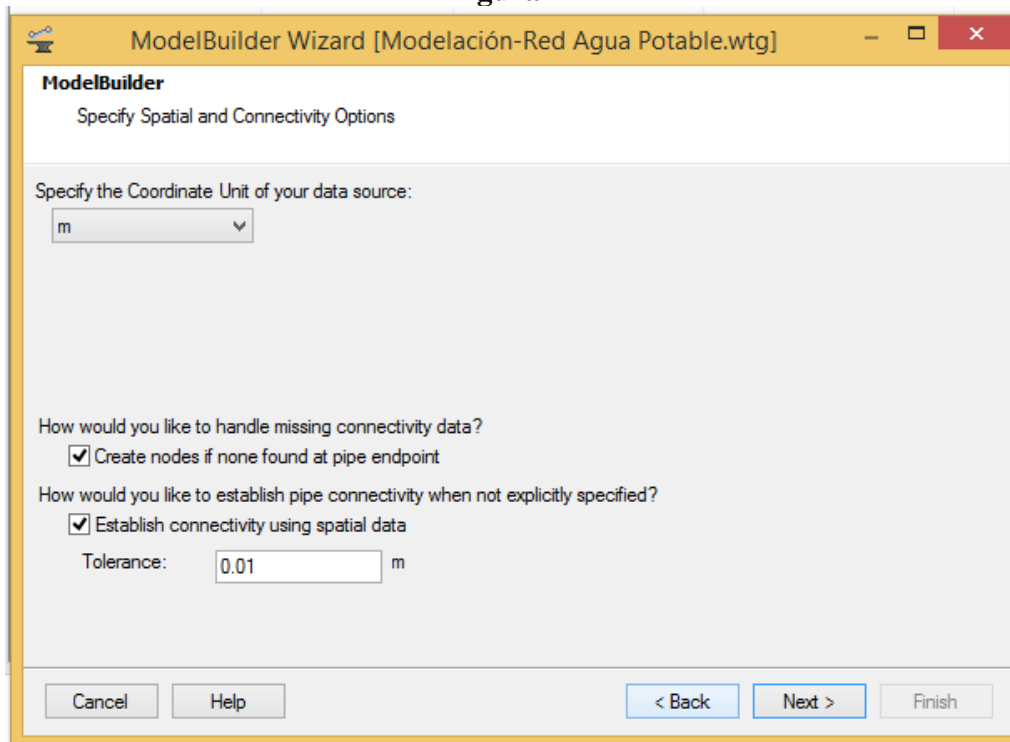 ModelBuilder Wizard [Modelación-Red Agua Potable.wtg]
ModelBuilder
Specify Spatial and Connectivity Options
Specify the Coordinate Unit of your data source:
m
How would you like to handle missing connectivity data?
Create nodes if none found at pipe endpoint
How would you like to establish pipe connectivity when not explicitly specified?
Establish connectivity using spatial data
Tolerance: 0.01 m
Cancel Help < Back Next > Finish